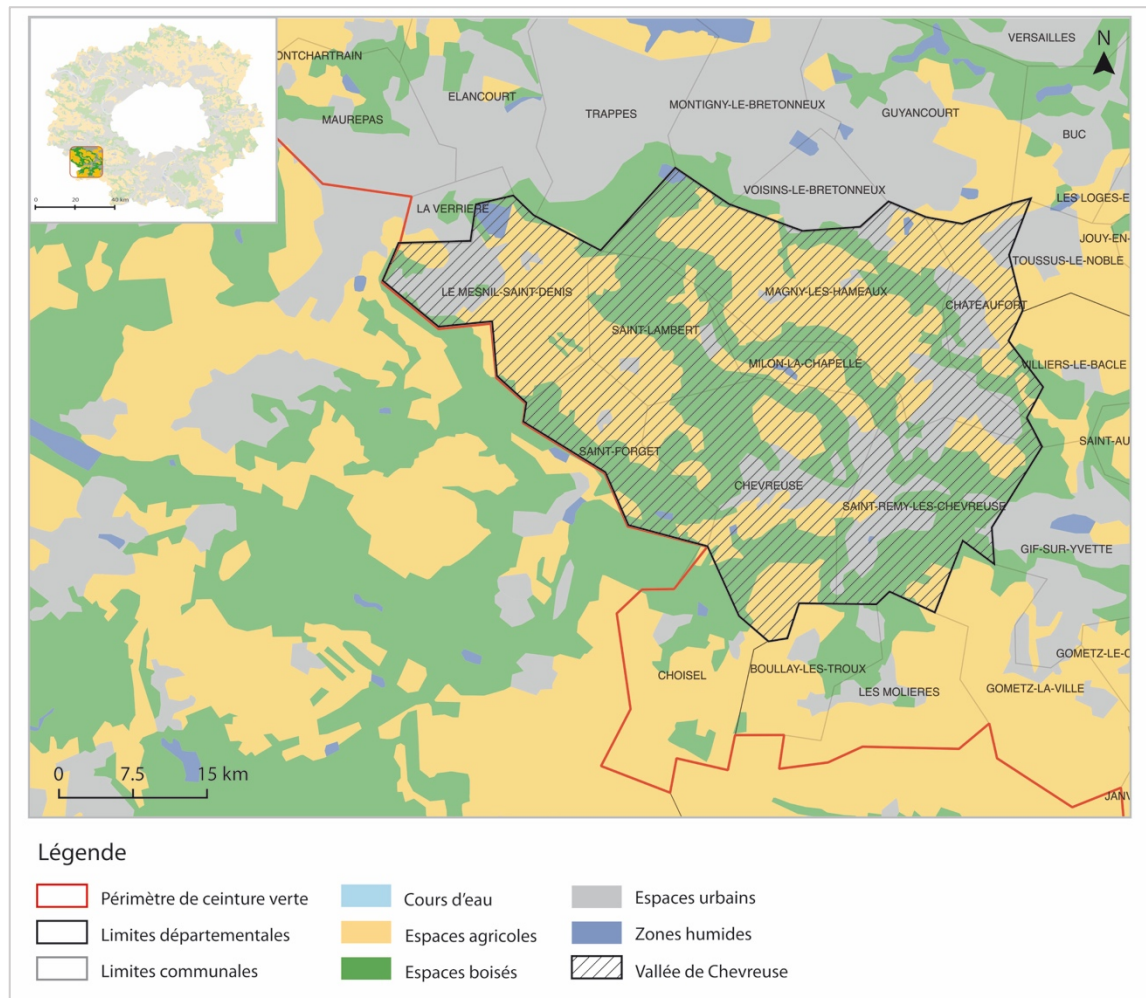 N
ONTCHARTRAIN
VERSAILLES
ELANCOURT
MONTIGNY-LE-BRETONNEUX
TRAPPES
GUYANCOURT
MAUREPAS
BUC
VOISINS-LE-BRETONNEUX
LES LOGES-E
LA VERRIERE
JOUY-EN-
TOUSSUS-LE-NOBLE
LE MESNIL-SAINT-DENIS
MAGNY-LES-HAMEAUX
CHATEAUFORT
SAINT-LAMBERT
MILON-LA-CHAPELLE
VILLIERS-LE-BACLE
SAINT-AU
SAINT-FORGET
CHEVREUSE
SAINT-REMY-LES-CHEVREUSE
GIF-SUR-YVETTE
GOMETZ-LE-C
CHOISEL
BOULLAY-LES-TROUX
LES MOLIERES
GOMETZ-LA-VILLE
JANV
0 20 40 km
0 7.5 15 km
Légende
Périmètre de ceinture verte
Limites départementales
Limites communales
Cours d'eau
Espaces agricoles
Espaces boisés
Espaces urbains
Zones humides
Vallée de Chevreuse